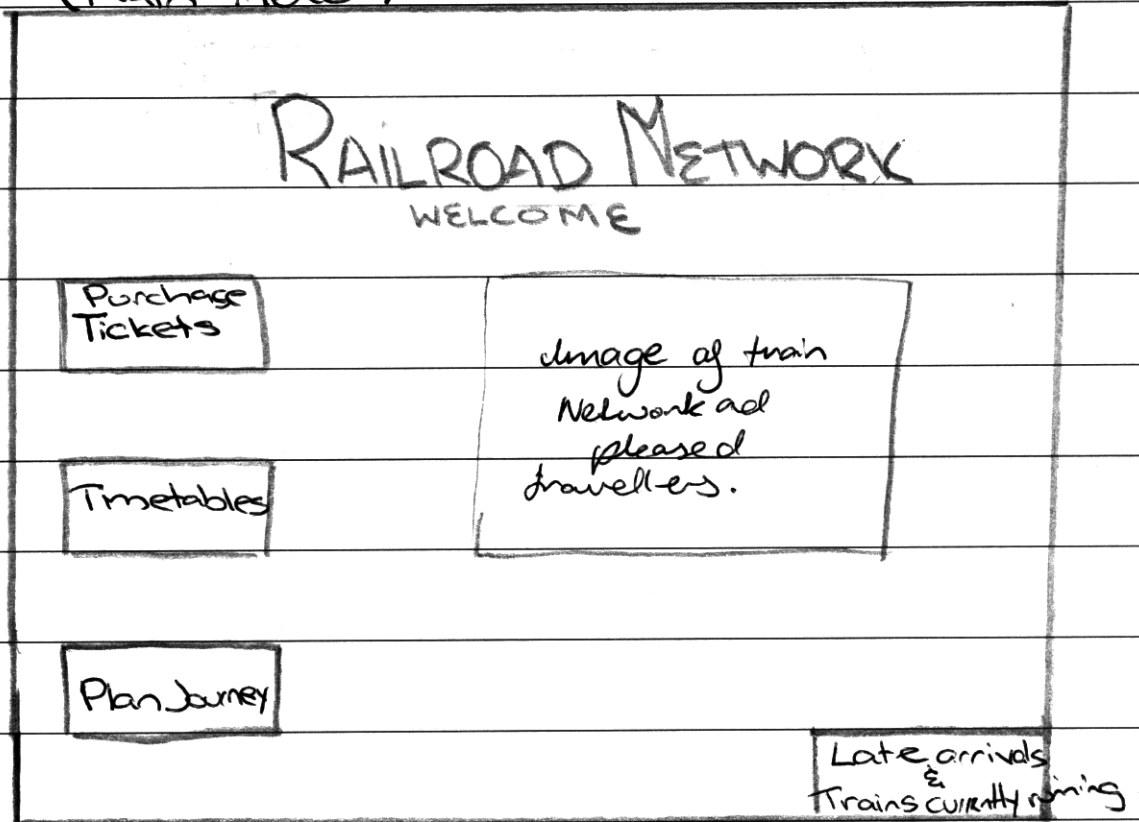 RAILROAD NETWORK
WELCOME
Purchase
Tickets
Image of train
Network ad
pleased
travellers.
Timetables
Plan Journey
Late arrivals
&
Trains currently running